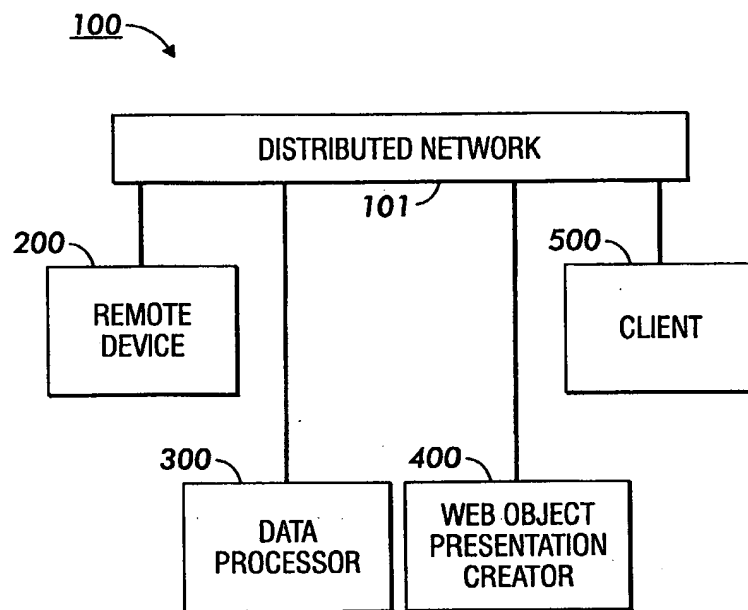 100
DISTRIBUTED NETWORK
101
200
REMOTE
DEVICE
500
CLIENT
300
DATA
PROCESSOR
400
WEB OBJECT
PRESENTATION
CREATOR